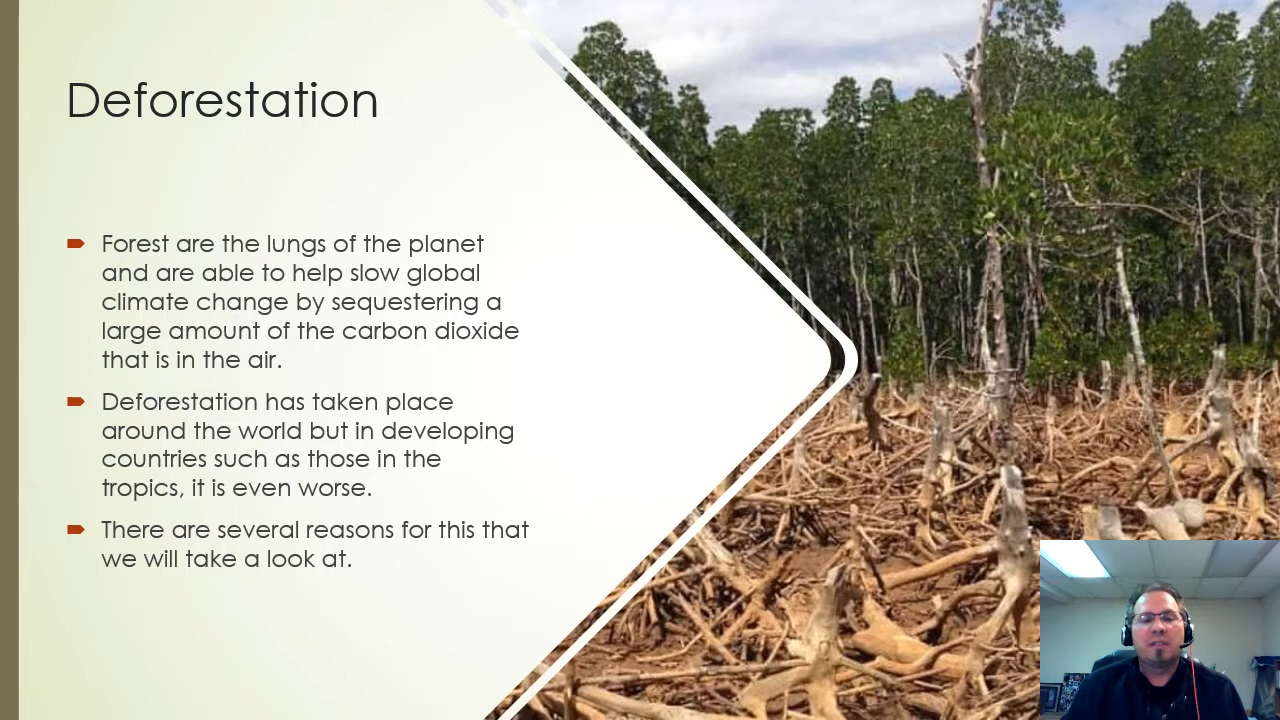 Deforestation
Forest are the lungs of the planet
and are able to help slow global
climate change by sequestering a
large amount of the carbon dioxide
that is in the air.
Deforestation has taken place
around the world but in developing
countries such as those in the
tropics, it is even worse.
There are several reasons for this that
we will take a look at.